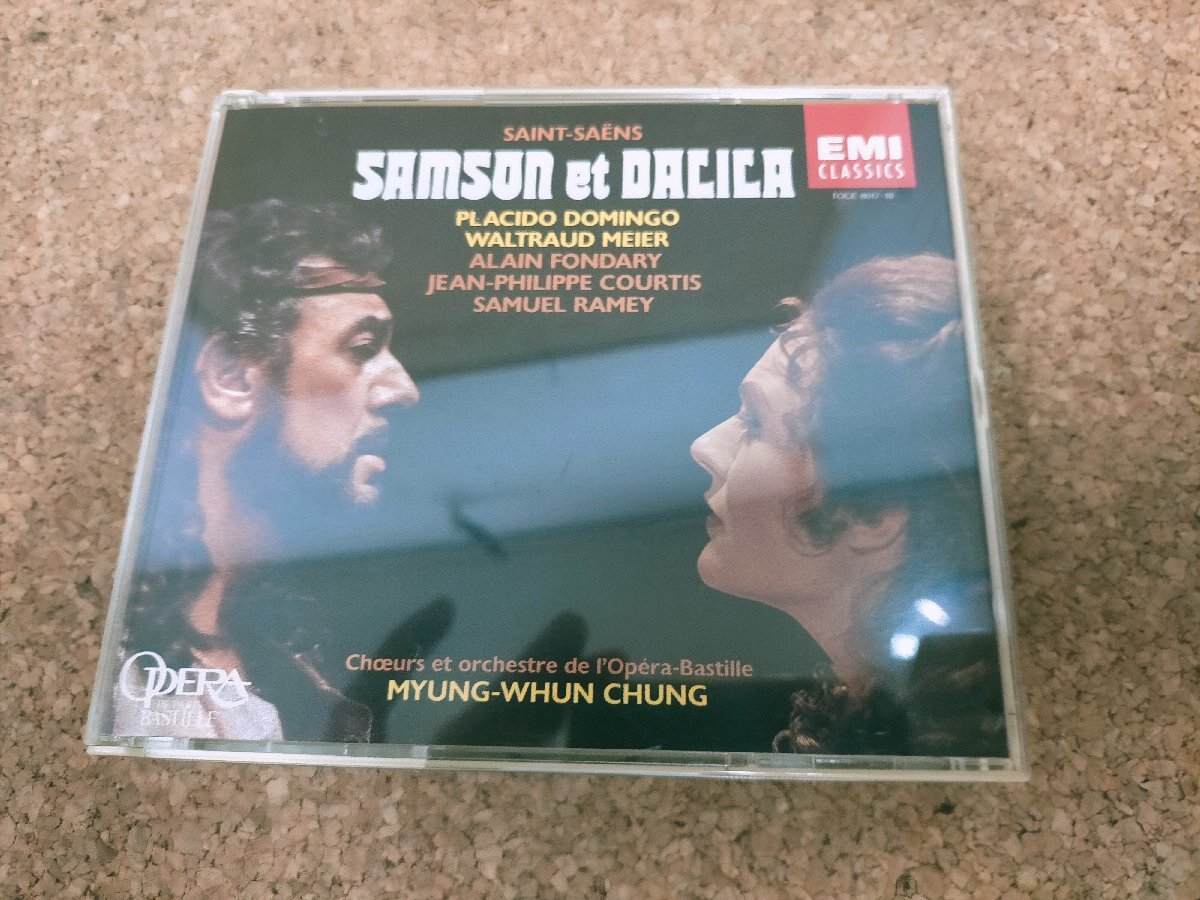 SAINT-SAËNS
SAMSON et DALILA
EMI
CLASSICS
PLACIDO DOMINGO
WALTRAUD MEIER
ALAIN FONDARY
JEAN-PHILIPPE COURTIS
SAMUEL RAMEY
Chœurs et orchestre de l'Opéra-Bastille
MYUNG-WHUN CHUNG
OPERA
BASTILLE